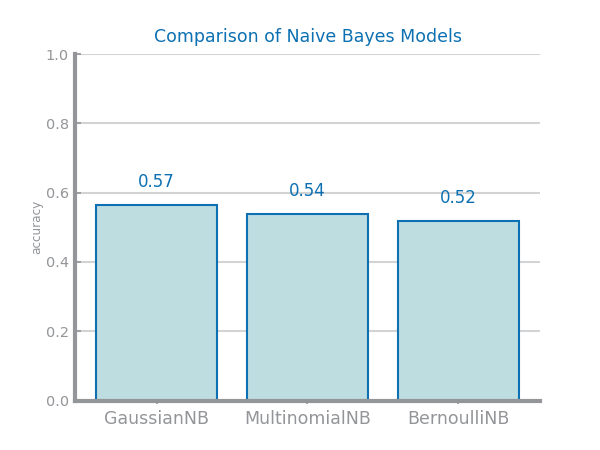 Comparison of Naive Bayes Models
1.0
0.8
0.6
0.4
0.2
0.0
accuracy
0.57
0.54
0.52
GaussianNB
MultinomialNB
BernoulliNB